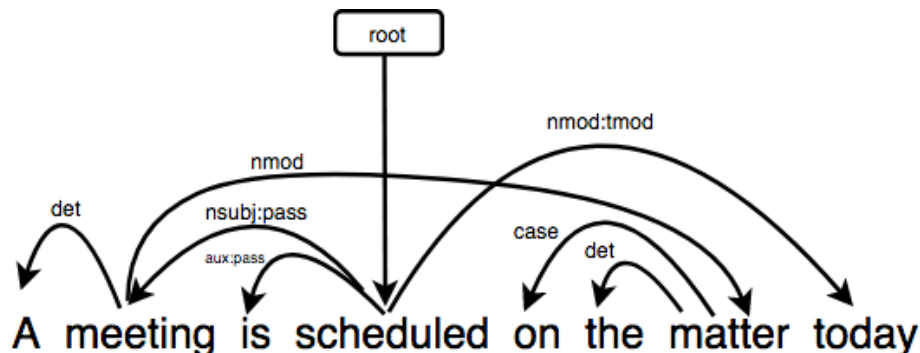 root
nmod:tmod
nmod
det
nsubj:pass
case
aux:pass
det
A meeting is scheduled on the matter today